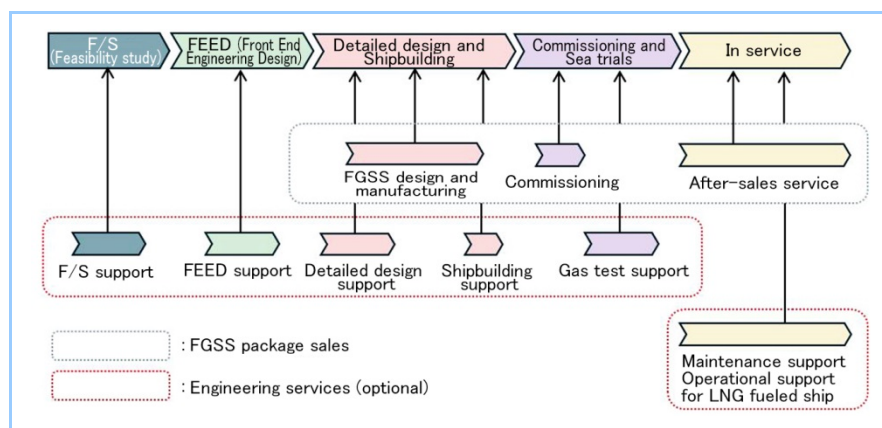 F/S
(Feasibility study)
FEED (Front End
Engineering Design)
Detailed design and
Shipbuilding
Commissioning and
Sea trials
In service
FGSS design and
manufacturing
Commissioning
After-sales service
F/S support
FEED support
Detailed design
support
Shipbuilding
support
Gas test support
: FGSS package sales
: Engineering services (optional)
Maintenance support
Operational support
for LNG fueled ship